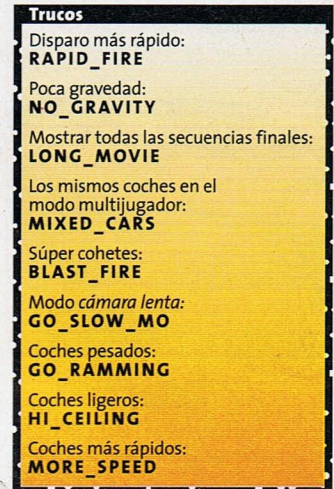 Trucos
Disparo más rápido:
RAPID_FIRE
Poca gravedad:
NO_GRAVITY
Mostrar todas las secuencias finales:
LONG_MOVIE
Los mismos coches en el
modo multijugador:
MIXED_CARS
Súper cohetes:
BLAST_FIRE
Modo cámara lenta:
GO_SLOW_MO
Coches pesados:
GO_RAMMING
Coches ligeros:
HI_CEILING
Coches más rápidos:
MORE_SPEED